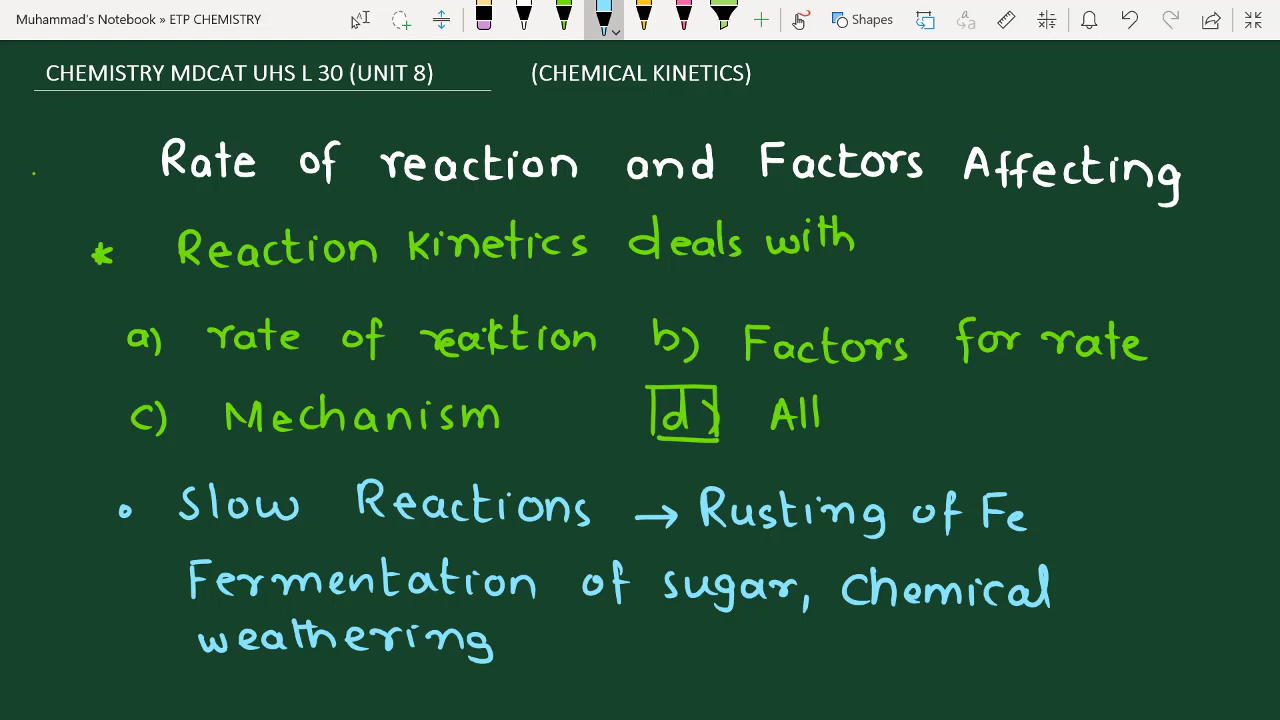 Muhammad's Notebook » ETP CHEMISTRY
Shapes
CHEMISTRY MDCAT UHS L 30 (UNIT 8) (CHEMICAL KINETICS)
Rate of reaction and Factors Affecting
* Reaction Kinetics deals with
a) rate of reaction b) Factors for rate
c) Mechanism d) All
• Slow Reactions → Rusting of Fe
Fermentation of sugar, Chemical
weathering